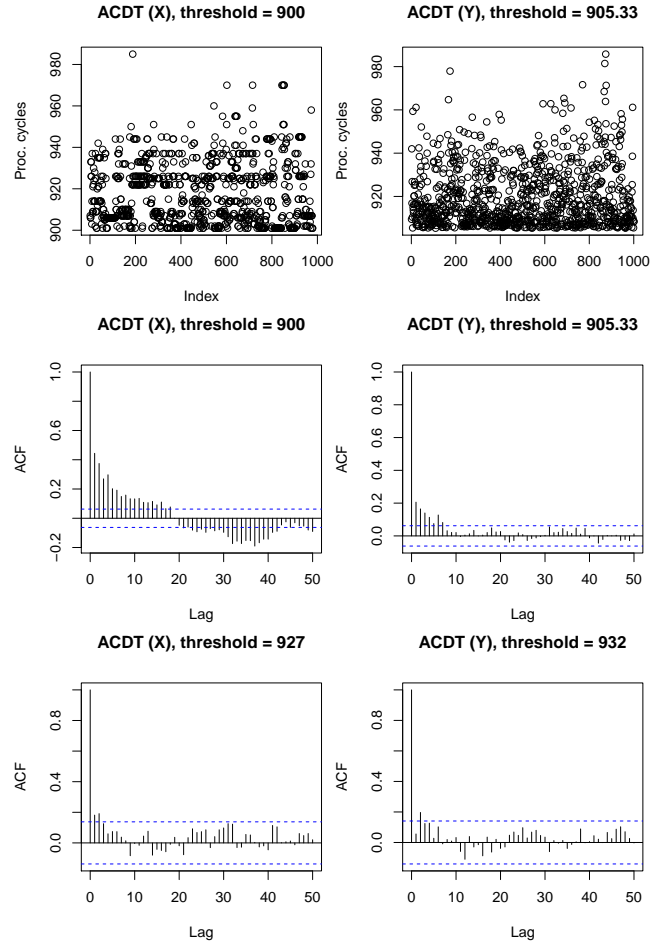 ACDT (X), threshold = 900
ACDT (Y), threshold = 905.33
Proc. cycles
900 920 940 960 980
0 200 400 600 800 1000
Index
Proc. cycles
920 940 960 980
0 200 400 600 800 1000
Index
ACDT (X), threshold = 900
ACDT (Y), threshold = 905.33
ACF
−0.2 0.2 0.6 1.0
0 10 20 30 40 50
Lag
ACF
0.0 0.2 0.4 0.6 0.8 1.0
0 10 20 30 40 50
Lag
ACDT (X), threshold = 927
ACDT (Y), threshold = 932
ACF
0.0 0.4 0.8
0 10 20 30 40 50
Lag
ACF
0.0 0.4 0.8
0 10 20 30 40 50
Lag